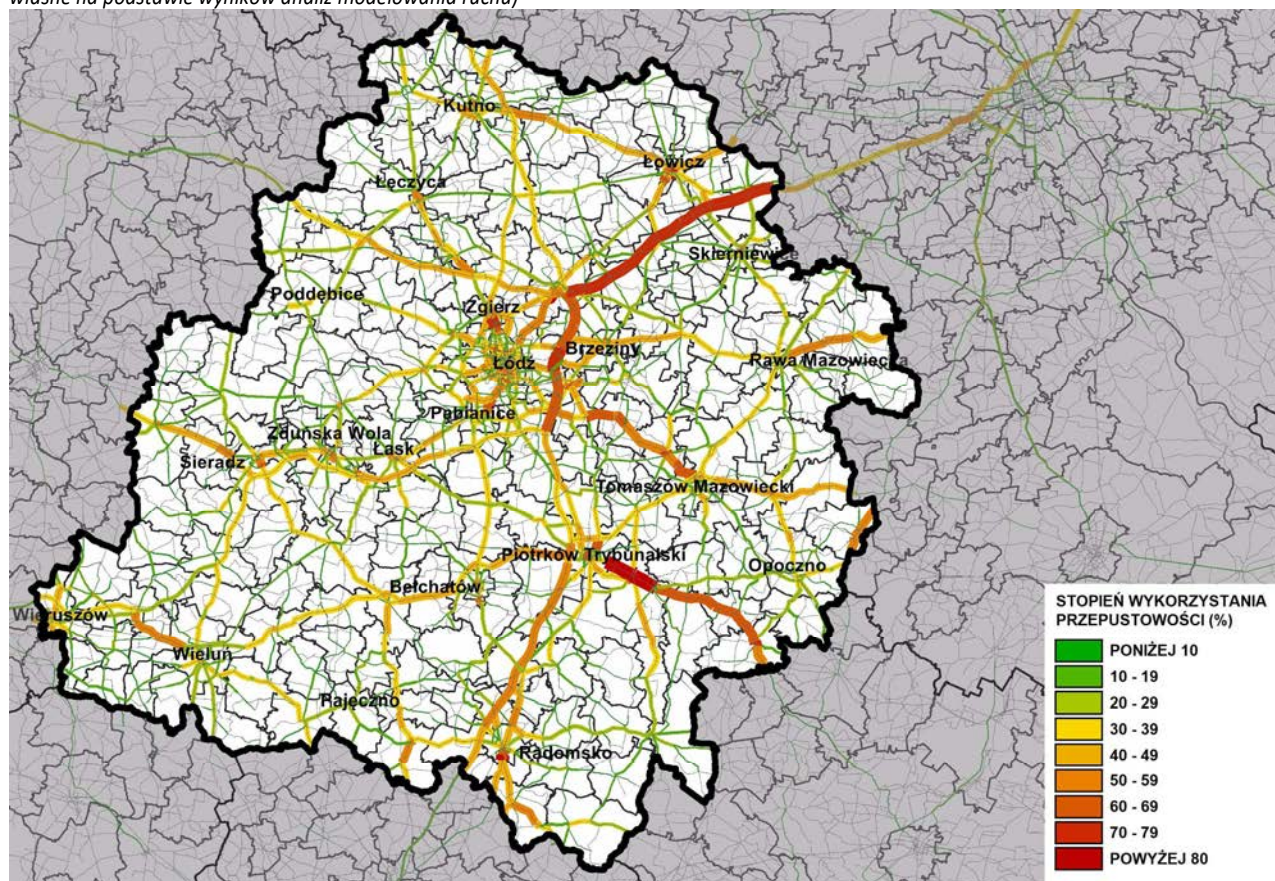 własne na podstawie wyników analiz modelowania ruchu)
Kutno
Łowicz
Łęczyca
Skierniewice
Poddębice
Zgierz
Brzeziny
Rawa Mazowiecka
Łódź
Pabianice
Zduńska Wola
Łask
Sieradz
Tomaszów Mazowiecki
Piotrków Trybunalski
Opoczno
Bełchatów
Wieruszów
Wieluń
Pajęczno
Radomsko
STOPIEŃ WYKORZYSTANIA
PRZEPUSTOWOŚCI (%)
PONIŻEJ 10
10 - 19
20 - 29
30 - 39
40 - 49
50 - 59
60 - 69
70 - 79
POWYŻEJ 80